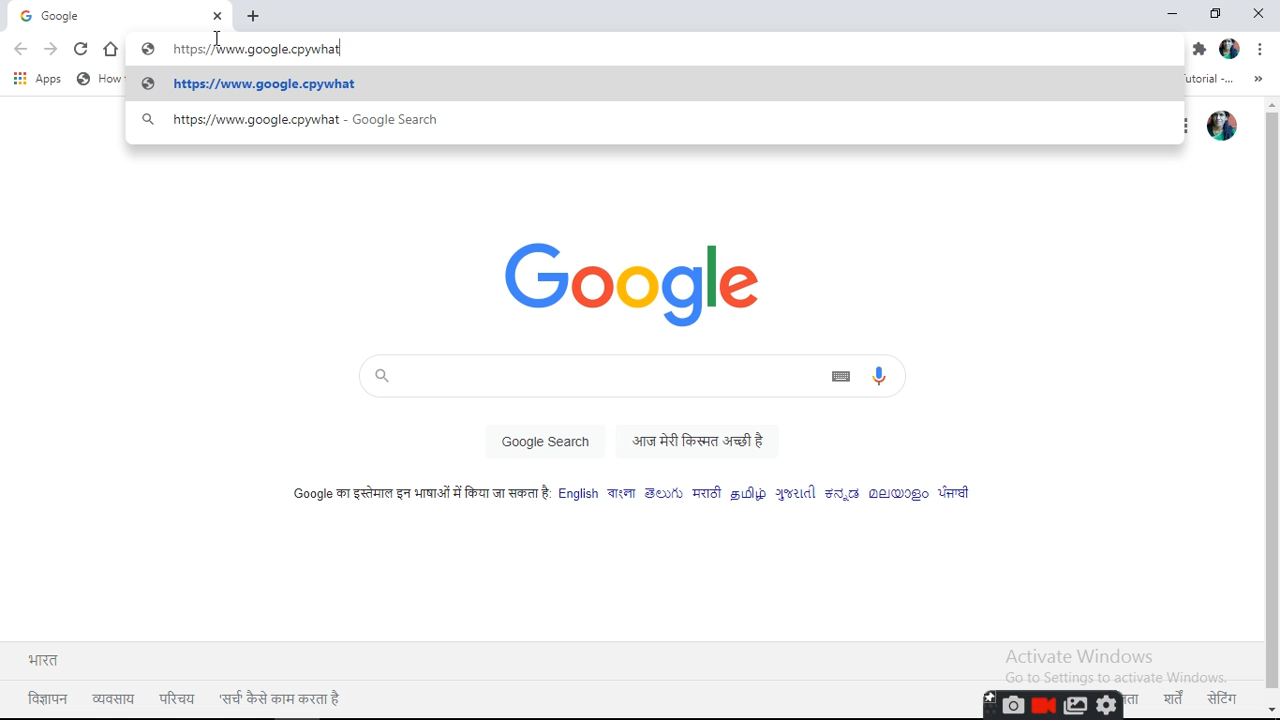 Google
https://www.google.cpywhat
Apps How
https://www.google.cpywhat
utorial -... »
https://www.google.cpywhat - Google Search
Google
Google Search आज मेरी किस्मत अच्छी है
Google का इस्तेमाल इन भाषाओं में किया जा सकता है: English বাংলা తెలుగు मराठी தமிழ் ગુજરાતી ಕನ್ನಡ മലയാളം ਪੰਜਾਬੀ
भारत
Activate Windows
Go to Settings to activate Windows.
विज्ञापन व्यवसाय परिचय 'सर्च' कैसे काम करता है शर्तें सेटिंग